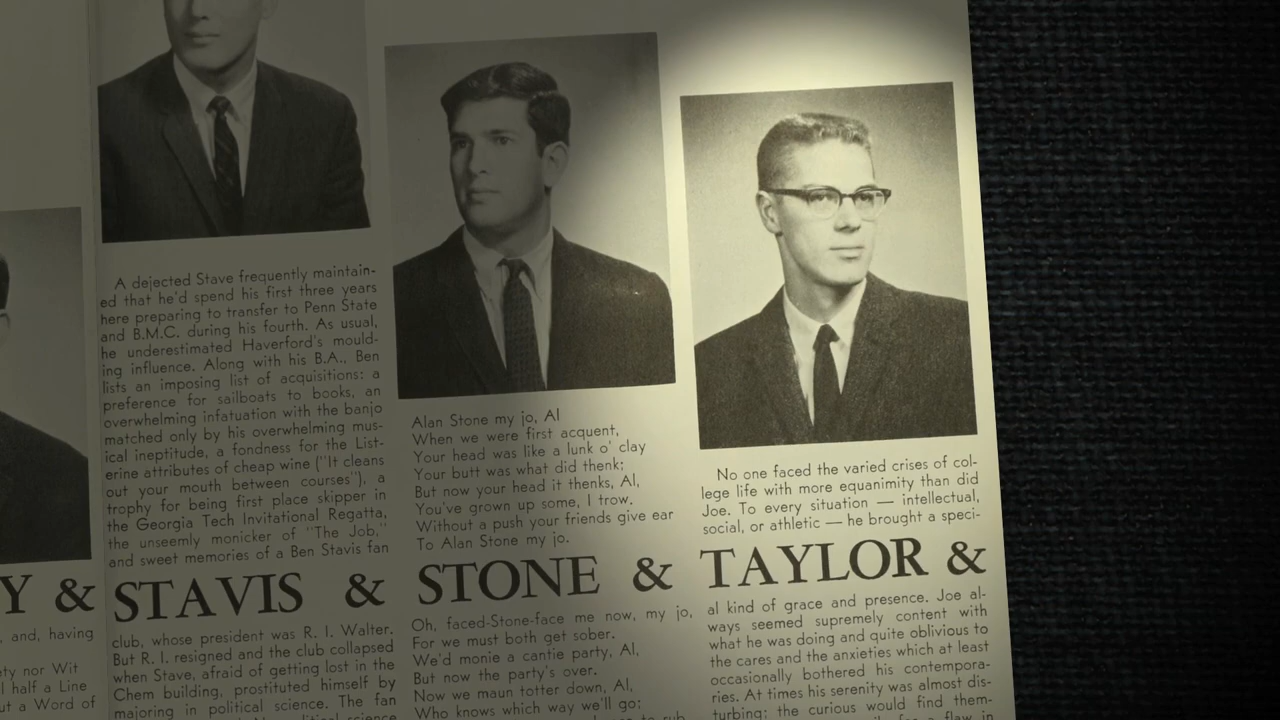 A dejected Stave frequently maintain-
ed that he'd spend his first three years
here preparing to transfer to Penn State
and B.M.C. during his fourth. As usual,
he underestimated Haverford's mould-
ing influence. Along with his B.A., Ben
lists an imposing list of acquisitions: a
preference for sailboats to books, an
overwhelming infatuation with the banjo
matched only by his overwhelming mus-
ical ineptitude, a fondness for the List-
erine attributes of cheap wine ("It cleans
out your mouth between courses"), a
trophy for being first place skipper in
the Georgia Tech Invitational Regatta,
the unseemly monicker of "The Job,"
and sweet memories of a Ben Stavis fan
Alan Stone my jo, Al
When we were first acquent,
Your head was like a lunk o' clay
Your butt was what did thenk;
But now your head it thenks, Al,
You've grown up some, I trow.
Without a push your friends give ear
To Alan Stone my jo.
No one faced the varied crises of col-
lege life with more equanimity than did
Joe. To every situation — intellectual,
social, or athletic — he brought a speci-
Y & STAVIS & STONE & TAYLOR &
, and, having
ety nor Wit
l half a Line
ut a Word of
club, whose president was R. I. Walter.
But R. I. resigned and the club collapsed
when Stave, afraid of getting lost in the
Chem building, prostituted himself by
majoring in political science. The fan
Oh, faced-Stone-face me now, my jo,
For we must both get sober.
We'd monie a cantie party, Al,
But now the party's over.
Now we maun totter down, Al,
Who knows which way we'll go:
al kind of grace and presence. Joe al-
ways seemed supremely content with
what he was doing and quite oblivious to
the cares and the anxieties which at least
occasionally bothered his contempora-
ries. At times his serenity was almost dis-
turbing; the curious would find them-